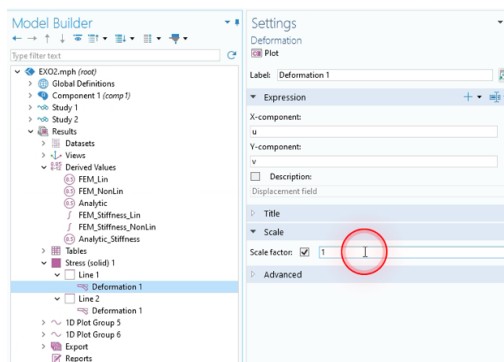 Model Builder
Type filter text
EXO2.mph (root)
Global Definitions
Component 1 (comp1)
Study 1
Study 2
Results
Datasets
Views
Derived Values
FEM_Lin
FEM_NonLin
Analytic
FEM_Stiffness_Lin
FEM_Stiffness_NonLin
Analytic_Stiffness
Tables
Stress (solid) 1
Line 1
Deformation 1
Line 2
Deformation 1
1D Plot Group 5
1D Plot Group 6
Export
Reports
Settings
Deformation
Plot
Label: Deformation 1
Expression
X-component:
u
Y-component:
v
Description:
Displacement field
Title
Scale
Scale factor: 1
Advanced